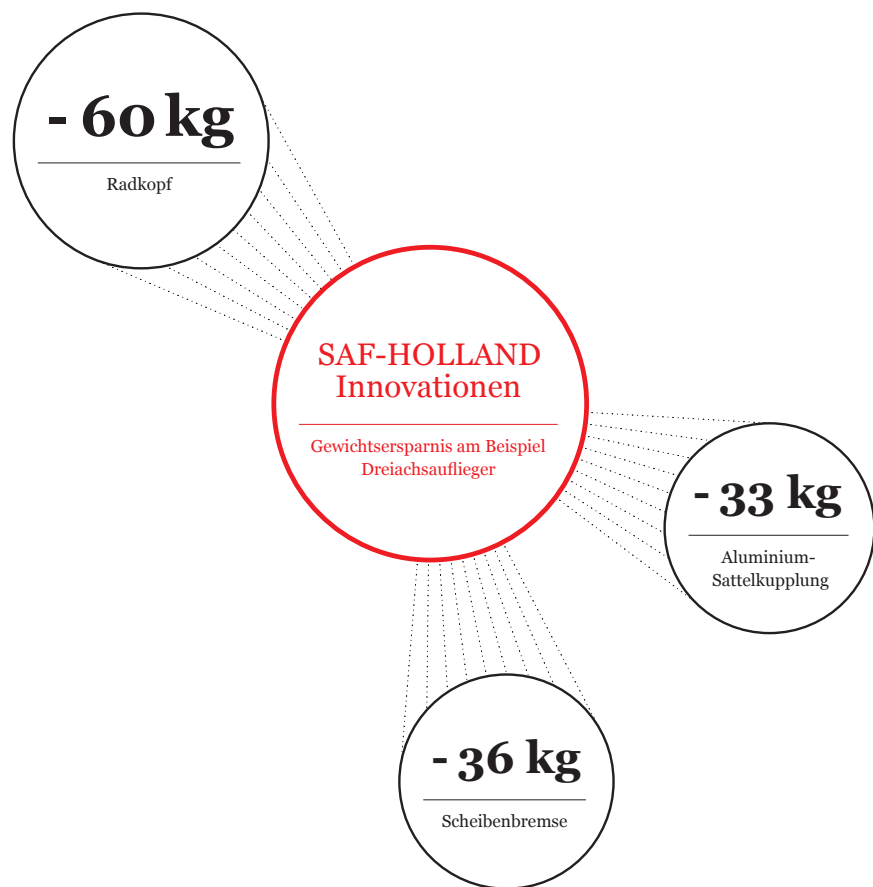 - 60 kg
Radkopf
SAF-HOLLAND
Innovationen
Gewichtsersparnis am Beispiel
Dreiachsauflieger
- 33 kg
Aluminium-
Sattelkupplung
- 36 kg
Scheibenbremse